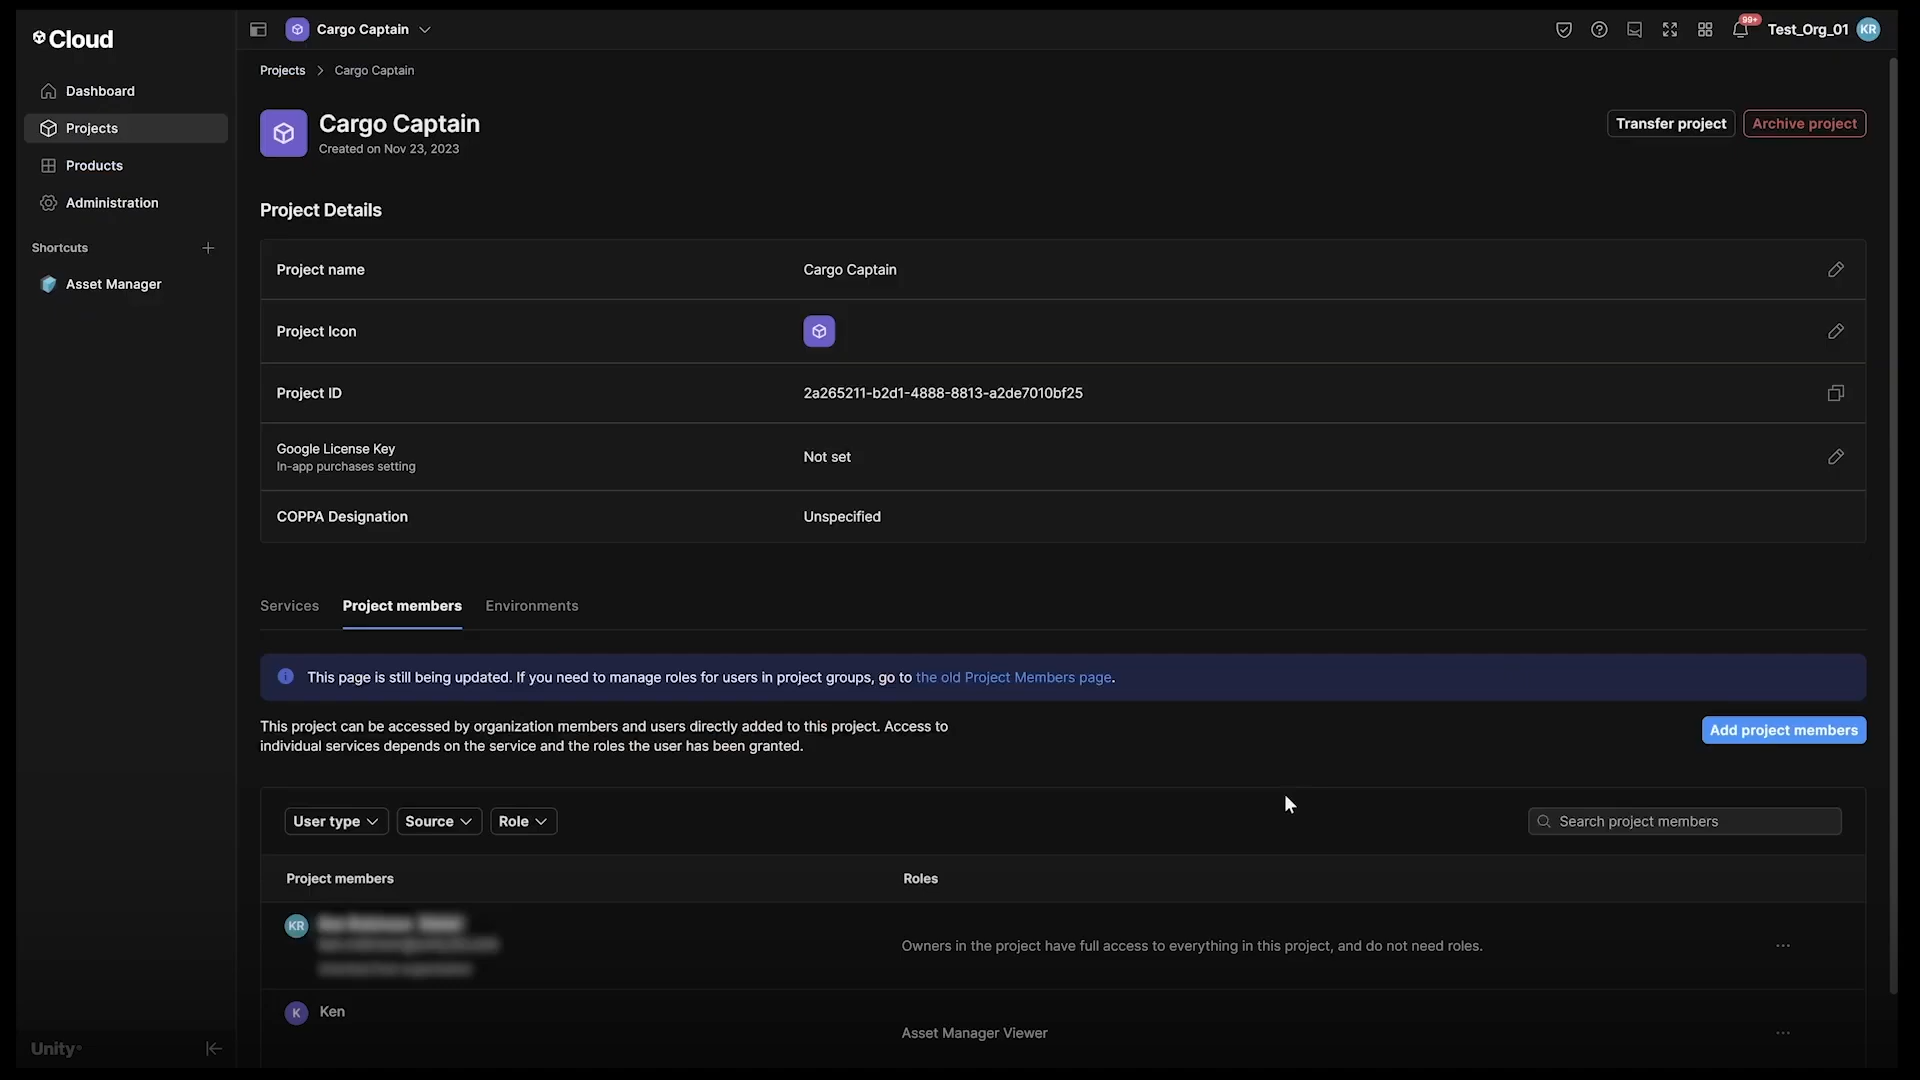 Cloud
Cargo Captain
99+
Test_Org_01
KR
Dashboard
Projects
Products
Administration
Shortcuts
Asset Manager
Projects > Cargo Captain
Cargo Captain
Created on Nov 23, 2023
Transfer project
Archive project
Project Details
Project name
Cargo Captain
Project Icon
Project ID
2a265211-b2d1-4888-8813-a2de7010bf25
Google License Key
In-app purchases setting
Not set
COPPA Designation
Unspecified
Services
Project members
Environments
This page is still being updated. If you need to manage roles for users in project groups, go to the old Project Members page.
This project can be accessed by organization members and users directly added to this project. Access to
individual services depends on the service and the roles the user has been granted.
Add project members
User type
Source
Role
Search project members
Project members
Roles
KR
Owners in the project have full access to everything in this project, and do not need roles.
K
Ken
Asset Manager Viewer
Unity